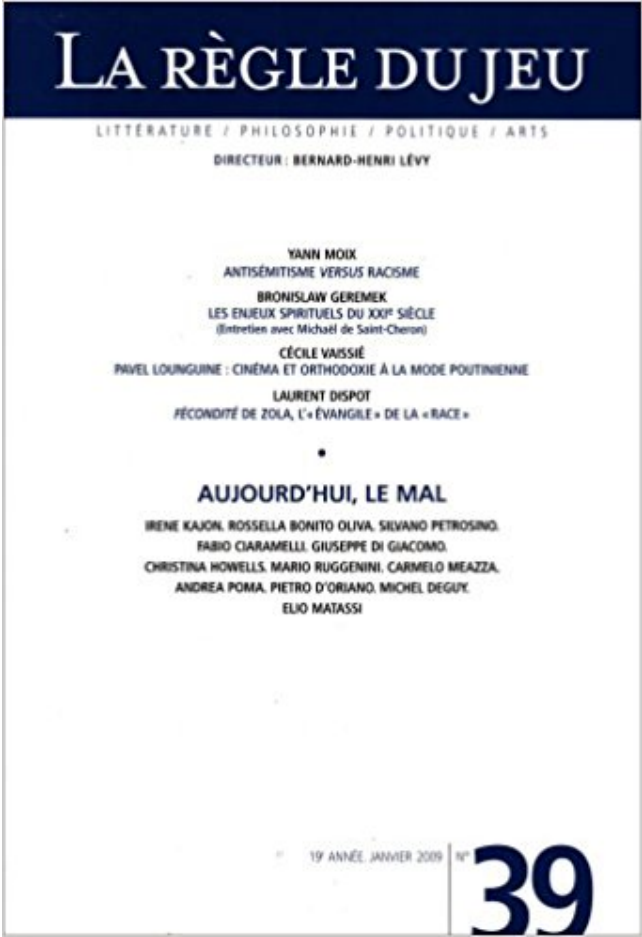 LA RÈGLE DU JEU
LITTÉRATURE / PHILOSOPHIE / POLITIQUE / ARTS
DIRECTEUR : BERNARD-HENRI LÉVY
YANN MOIX
ANTISÉMITISME VERSUS RACISME
BRONISLAW GEREMEK
LES ENJEUX SPIRITUELS DU XXIe SIÈCLE
(Entretien avec Michaël de Saint-Cheron)
CÉCILE VAISSIÉ
PAVEL LOUNGUINE : CINÉMA ET ORTHODOXIE À LA MODE POUTINIENNE
LAURENT DISPOT
FÉCONDITÉ DE ZOLA, L'« ÉVANGILE » DE LA « RACE »
•
AUJOURD'HUI, LE MAL
IRENE KAJON. ROSSELLA BONITO OLIVA. SILVANO PETROSINO.
FABIO CIARAMELLI. GIUSEPPE DI GIACOMO.
CHRISTINA HOWELLS. MARIO RUGGENINI. CARMELO MEAZZA.
ANDREA POMA. PIETRO D'ORIANO. MICHEL DEGUY.
ELIO MATASSI
19e ANNÉE. JANVIER 2009 | N° 39